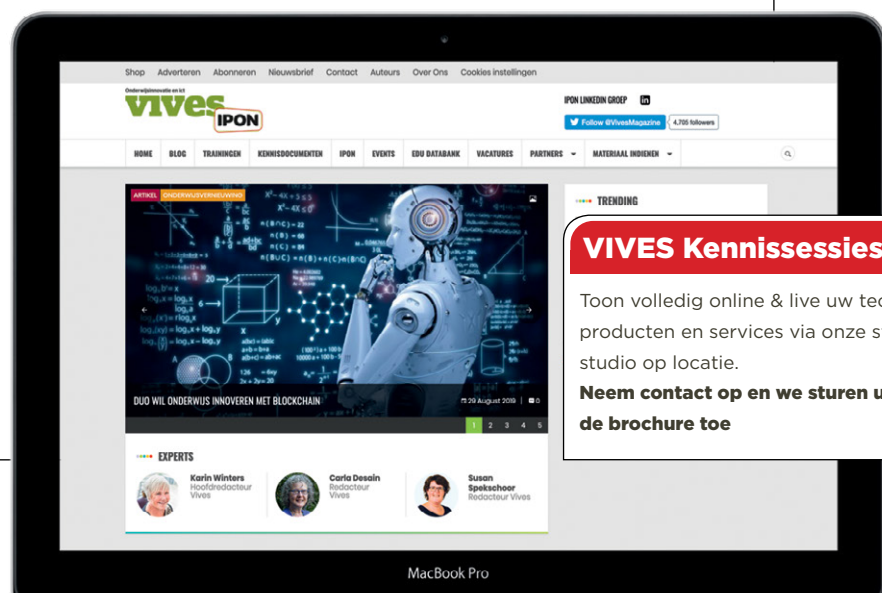 Shop Adverteren Abonneren Nieuwsbrief Contact Auteurs Over Ons Cookies instellingen
Onderwijsinnovatie en ict
vives
IPON
IPON LINKEDIN GROEP in
Follow @VivesMagazine 4,705 followers
HOME BLOG TRAININGEN KENNISDOCUMENTEN IPON EVENTS EDU DATABANK VACATURES PARTNERS MATERIAAL INDIENEN
ARTIKEL ONDERWIJSVERNIEUWING
n(B∩C) = 22
n(B) = 68
n(C) = 84
n(B∪C) = n(B)+n(C)-n(B∩C)
DUO WIL ONDERWIJS INNOVEREN MET BLOCKCHAIN
29 August 2019 | 0
1 2 3 4 5
TRENDING
VIVES Kennissessies
Toon volledig online & live uw
producten en services via onze
studio op locatie.
Neem contact op en we sturen u
de brochure toe
EXPERTS
Karin Winters
Hoofdredacteur
Vives
Carla Desain
Redacteur
Vives
Susan
Spekschoor
Redacteur Vives
MacBook Pro